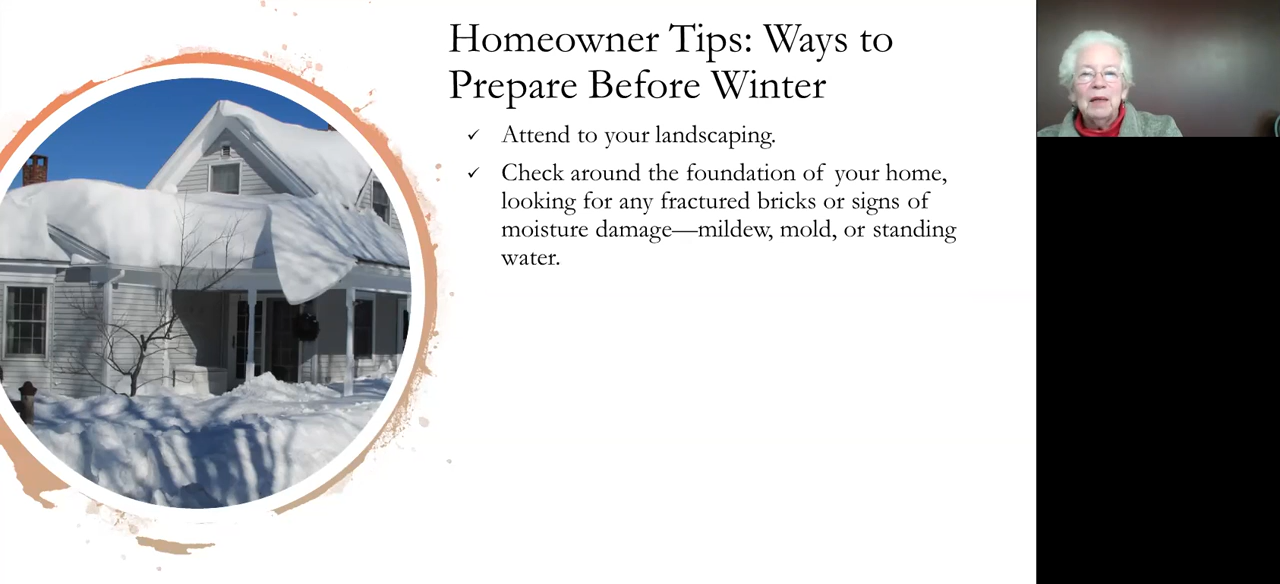 Homeowner Tips: Ways to
Prepare Before Winter
✓ Attend to your landscaping.
✓ Check around the foundation of your home,
looking for any fractured bricks or signs of
moisture damage—mildew, mold, or standing
water.